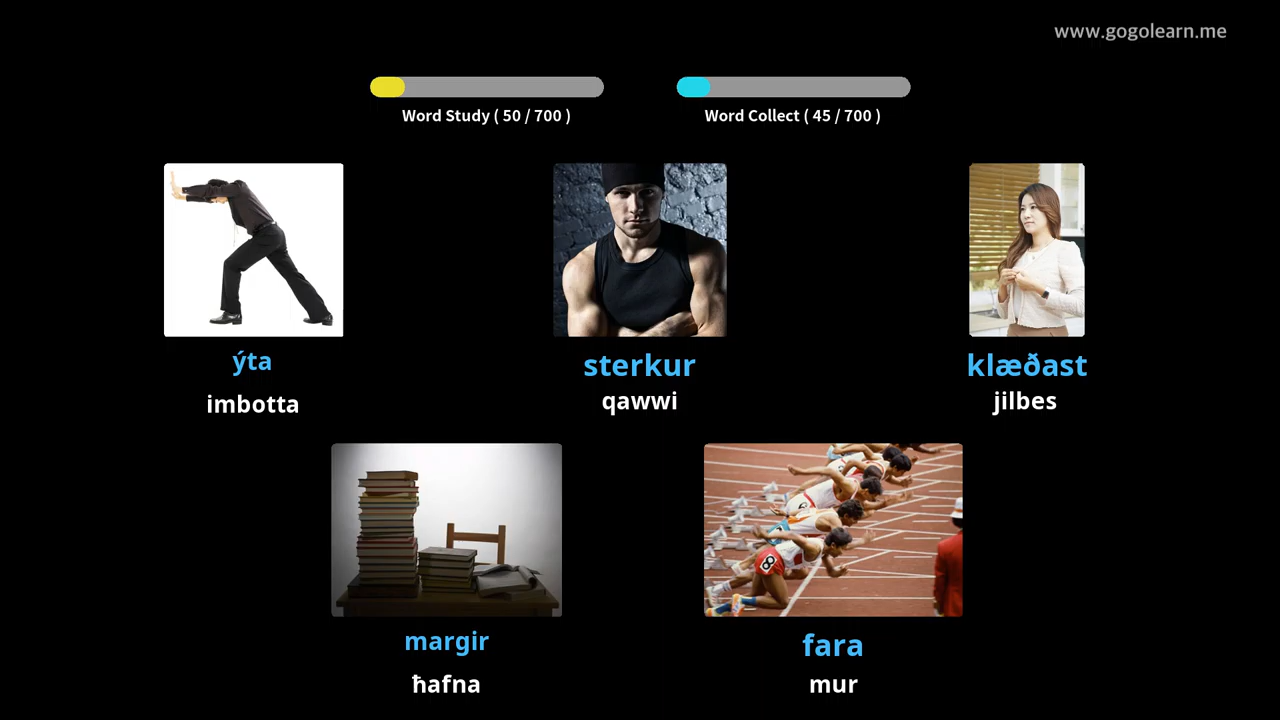 www.gogolearn.me
Word Study ( 50 / 700 )
Word Collect ( 45 / 700 )
ýta
imbotta
sterkur
qawwi
klæðast
jilbes
margir
ħafna
fara
mur